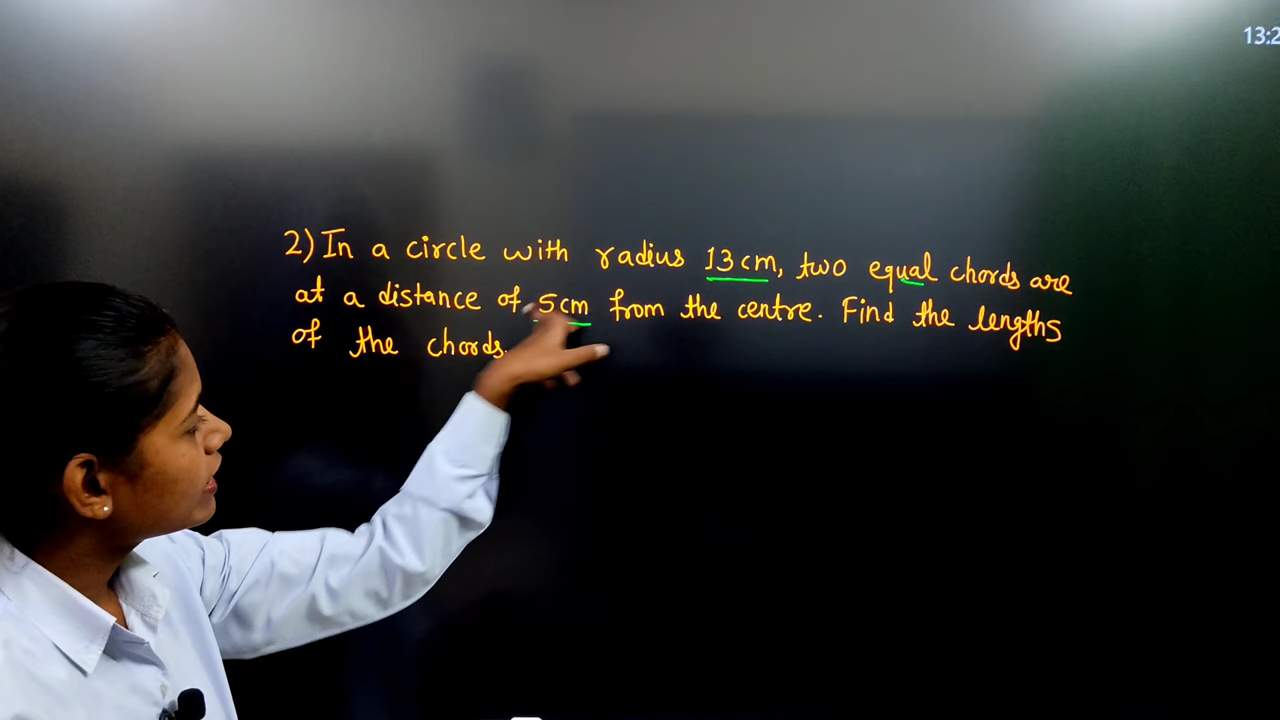 13:2
2) In a circle with radius 13cm, two equal chords are
at a distance of 5cm from the centre. Find the lengths
of the chords.